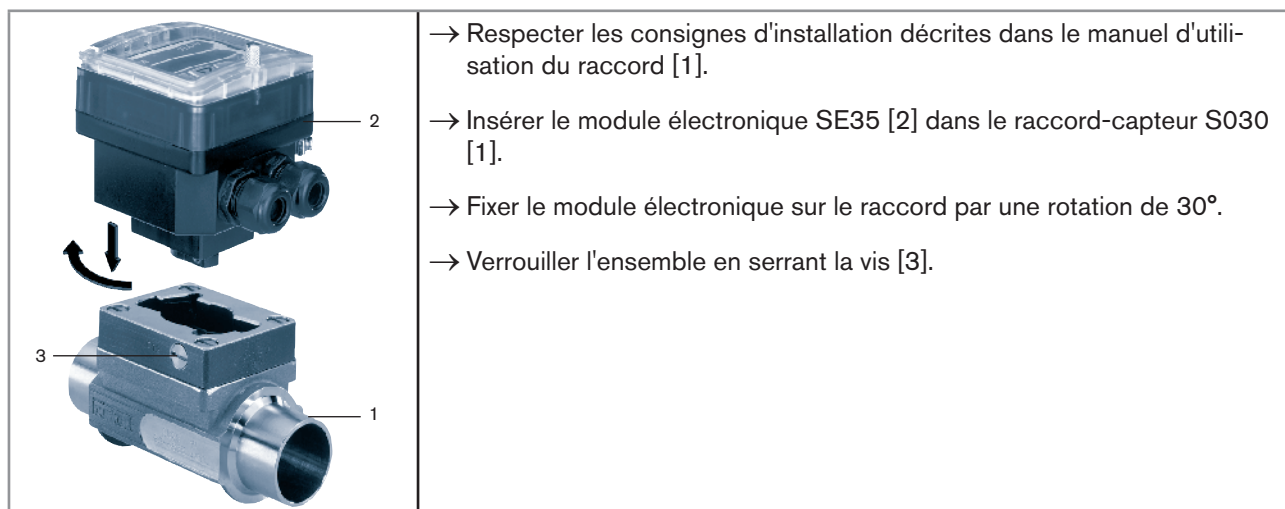 → Respecter les consignes d'installation décrites dans le manuel d'utili-
sation du raccord [1].
→ Insérer le module électronique SE35 [2] dans le raccord-capteur S030
[1].
→ Fixer le module électronique sur le raccord par une rotation de 30°.
→ Verrouiller l'ensemble en serrant la vis [3].
2
3
1